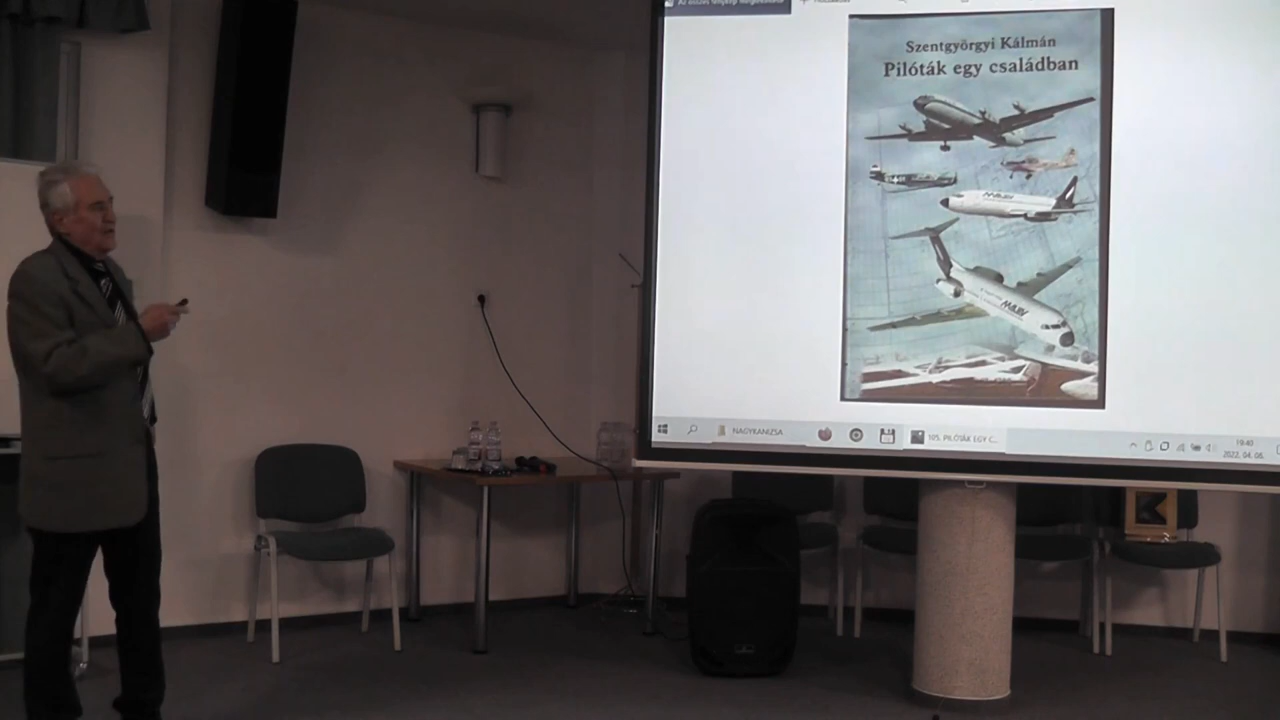 Szentgyörgyi Kálmán
Pilóták egy családban
MALÉV
MALÉV
NAGYKANIZSA
105. PILÓTÁK EGY C...
19:40
2022. 04. 06.